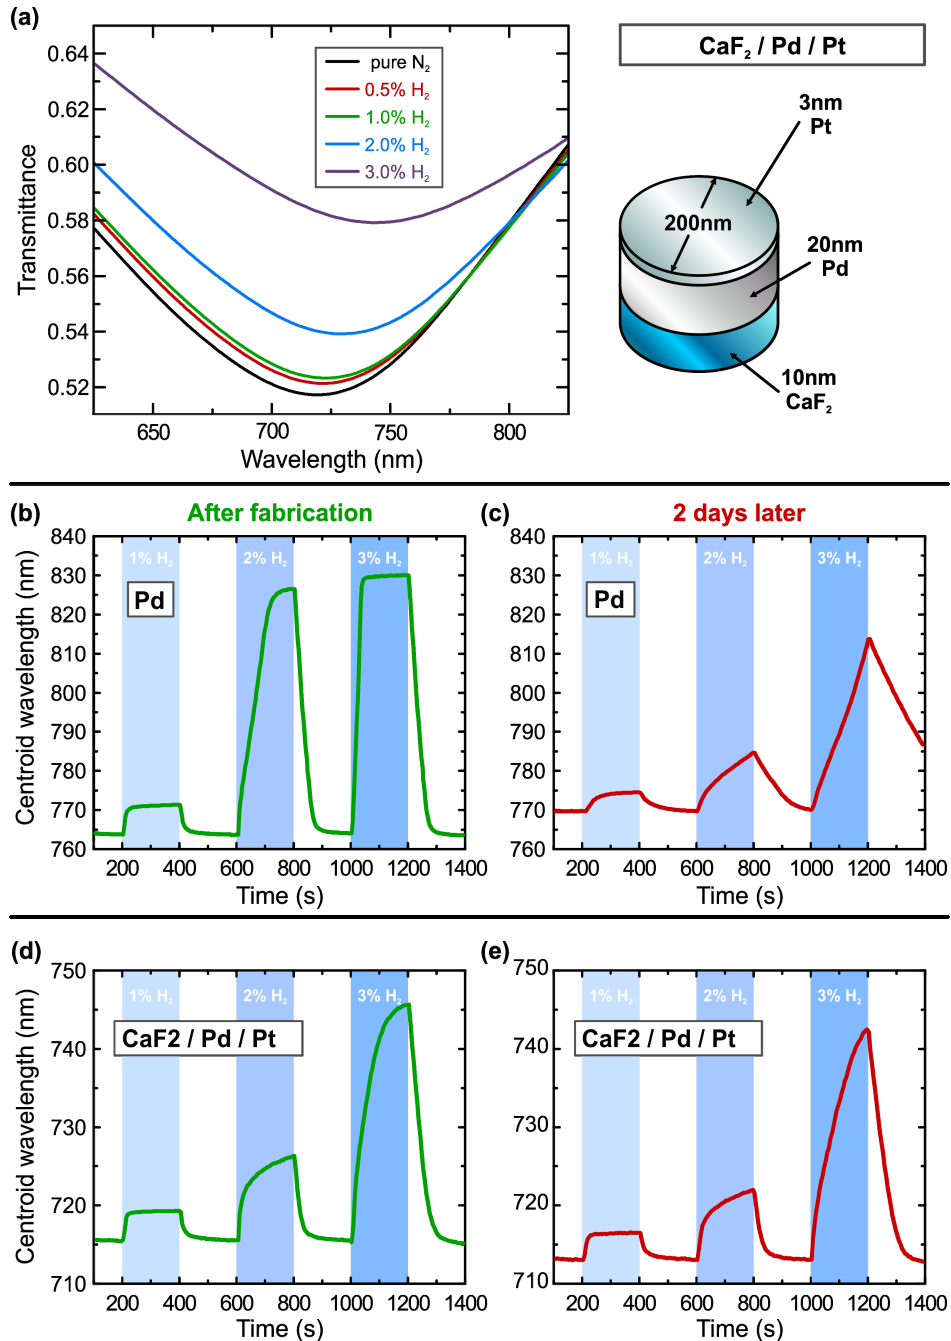 (a)
0.64
0.62
0.60
0.58
0.56
0.54
0.52
Transmittance
650 700 750 800
Wavelength (nm)
pure N₂
0.5% H₂
1.0% H₂
2.0% H₂
3.0% H₂
CaF₂ / Pd / Pt
3nm
Pt
200nm
20nm
Pd
10nm
CaF₂
(b)
After fabrication
840
830
820
810
800
790
780
770
760
Centroid wavelength (nm)
1% H₂ 2% H₂ 3% H₂
Pd
200 400 600 800 1000 1200 1400
Time (s)
(c)
2 days later
840
830
820
810
800
790
780
770
760
1% H₂ 2% H₂ 3% H₂
Pd
200 400 600 800 1000 1200 1400
Time (s)
(d)
750
740
730
720
710
Centroid wavelength (nm)
1% H₂ 2% H₂ 3% H₂
CaF2 / Pd / Pt
200 400 600 800 1000 1200 1400
Time (s)
(e)
750
740
730
720
710
1% H₂ 2% H₂ 3% H₂
CaF2 / Pd / Pt
200 400 600 800 1000 1200 1400
Time (s)